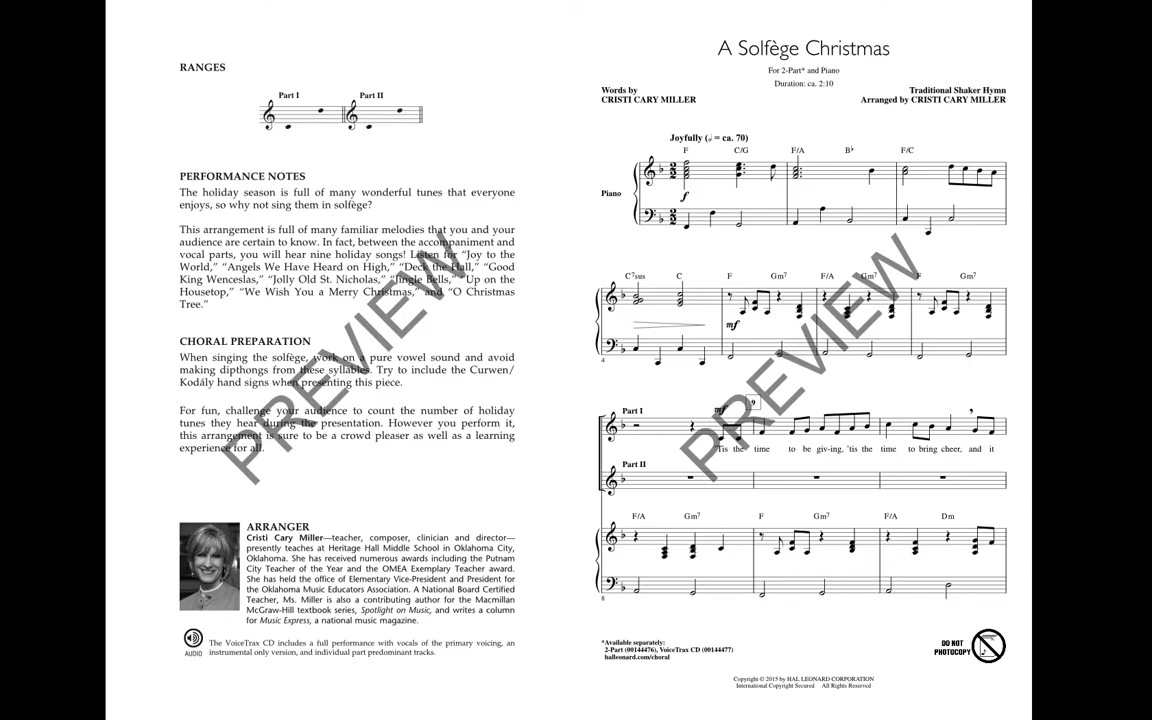 RANGES
Part I
Part II
PERFORMANCE NOTES
The holiday season is full of many wonderful tunes that everyone
enjoys, so why not sing them in solfège?
This arrangement is full of many familiar melodies that you and your
audience are certain to know. In fact, between the accompaniment and
vocal parts, you will hear nine holiday songs! Listen for “Joy to the
World,” “Angels We Have Heard on High,” “Deck the Hall,” “Good
King Wenceslas,” “Jolly Old St. Nicholas,” “Jingle Bells,” “Up on the
Housetop,” “We Wish You a Merry Christmas,” and “O Christmas
Tree.”
CHORAL PREPARATION
When singing the solfège, work on a pure vowel sound and avoid
making dipthongs from these syllables. Try to include the Curwen/
Kodály hand signs when presenting this piece.
For fun, challenge your audience to count the number of holiday
tunes they hear during the presentation. However you perform it,
this arrangement is sure to be a crowd pleaser as well as a learning
experience for all.
PREVIEW
ARRANGER
Cristi Cary Miller—teacher, composer, clinician and director—
presently teaches at Heritage Hall Middle School in Oklahoma City,
Oklahoma. She has received numerous awards including the Putnam
City Teacher of the Year and the OMEA Exemplary Teacher award.
She has held the office of Elementary Vice-President and President for
the Oklahoma Music Educators Association. A National Board Certified
Teacher, Ms. Miller is also a contributing author for the Macmillan
McGraw-Hill textbook series, Spotlight on Music, and writes a column
for Music Express, a national music magazine.
AUDIO
The VoiceTrax CD includes a full performance with vocals of the primary voicing, an
instrumental only version, and individual part predominant tracks.
A Solfège Christmas
For 2-Part* and Piano
Duration: ca. 2:10
Words by
CRISTI CARY MILLER
Traditional Shaker Hymn
Arranged by CRISTI CARY MILLER
Joyfully (𝅗𝅥 = ca. 70)
F C/G F/A B♭ F/C
Piano
f
C7sus C F Gm7 F/A Gm7 F Gm7
mf
4
PREVIEW
mf 9
Part I
'Tis the time to be giv-ing, 'tis the time to bring cheer, and it
Part II
F/A Gm7 F Gm7 F/A Dm
8
*Available separately:
2-Part (00144476), VoiceTrax CD (00144477)
halleonard.com/choral
DO NOT
PHOTOCOPY
Copyright © 2015 by HAL LEONARD CORPORATION
International Copyright Secured All Rights Reserved